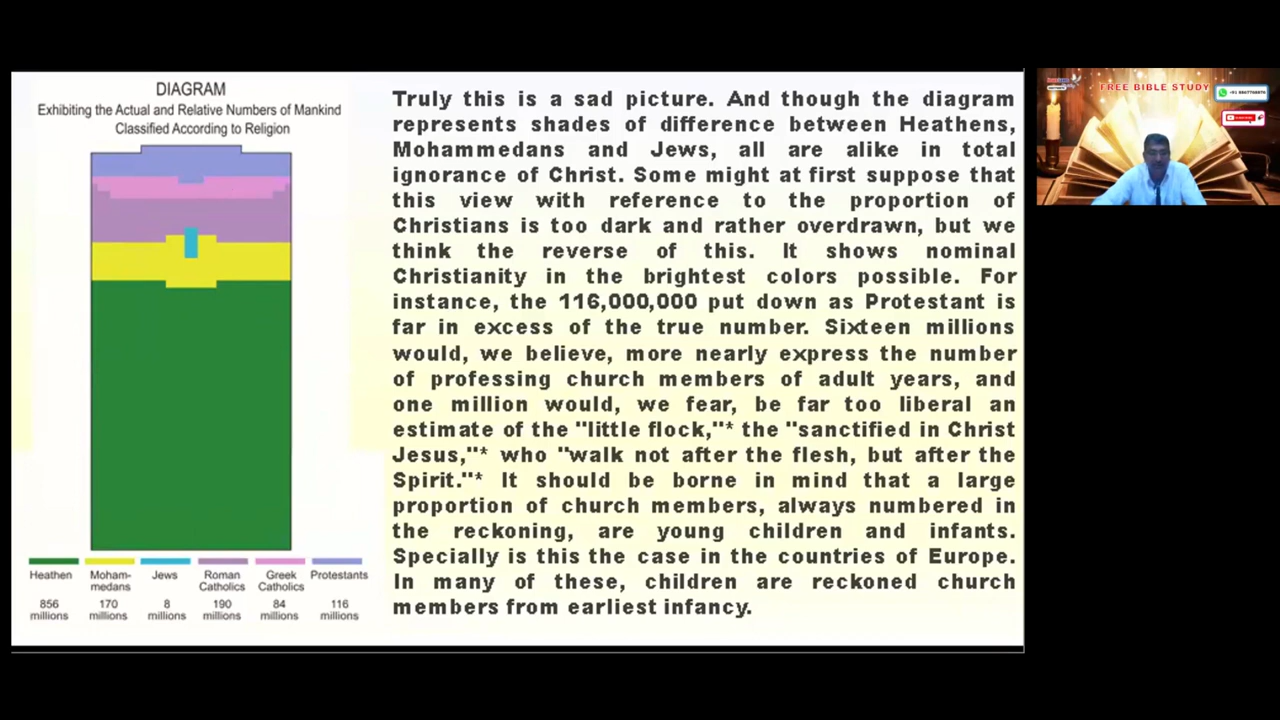 DIAGRAM
Exhibiting the Actual and Relative Numbers of Mankind
Classified According to Religion
Heathen
856
millions
Moham-
medans
170
millions
Jews
8
millions
Roman
Catholics
190
millions
Greek
Catholics
84
millions
Protestants
116
millions
Truly this is a sad picture. And though the diagram
represents shades of difference between Heathens,
Mohammedans and Jews, all are alike in total
ignorance of Christ. Some might at first suppose that
this view with reference to the proportion of
Christians is too dark and rather overdrawn, but we
think the reverse of this. It shows nominal
Christianity in the brightest colors possible. For
instance, the 116,000,000 put down as Protestant is
far in excess of the true number. Sixteen millions
would, we believe, more nearly express the number
of professing church members of adult years, and
one million would, we fear, be far too liberal an
estimate of the "little flock,"* the "sanctified in Christ
Jesus,"* who "walk not after the flesh, but after the
Spirit."* It should be borne in mind that a large
proportion of church members, always numbered in
the reckoning, are young children and infants.
Specially is this the case in the countries of Europe.
In many of these, children are reckoned church
members from earliest infancy.
FREE BIBLE STUDY